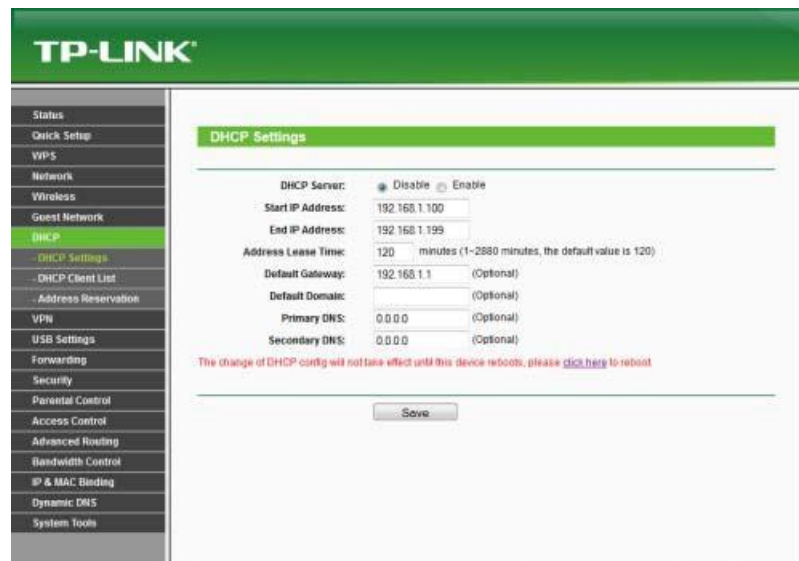 TP-LINK®
Status
Quick Setup
WPS
Network
Wireless
Guest Network
DHCP
- DHCP Settings
- DHCP Client List
- Address Reservation
VPN
USB Settings
Forwarding
Security
Parental Control
Access Control
Advanced Routing
Bandwidth Control
IP & MAC Binding
Dynamic DNS
System Tools
DHCP Settings
DHCP Server: Disable Enable
Start IP Address: 192.168.1.100
End IP Address: 192.168.1.199
Address Lease Time: 120 minutes (1~2880 minutes, the default value is 120)
Default Gateway: 192.168.1.1 (Optional)
Default Domain: (Optional)
Primary DNS: 0.0.0.0 (Optional)
Secondary DNS: 0.0.0.0 (Optional)
The change of DHCP config will not take effect until this device reboots, please click here to reboot.
Save